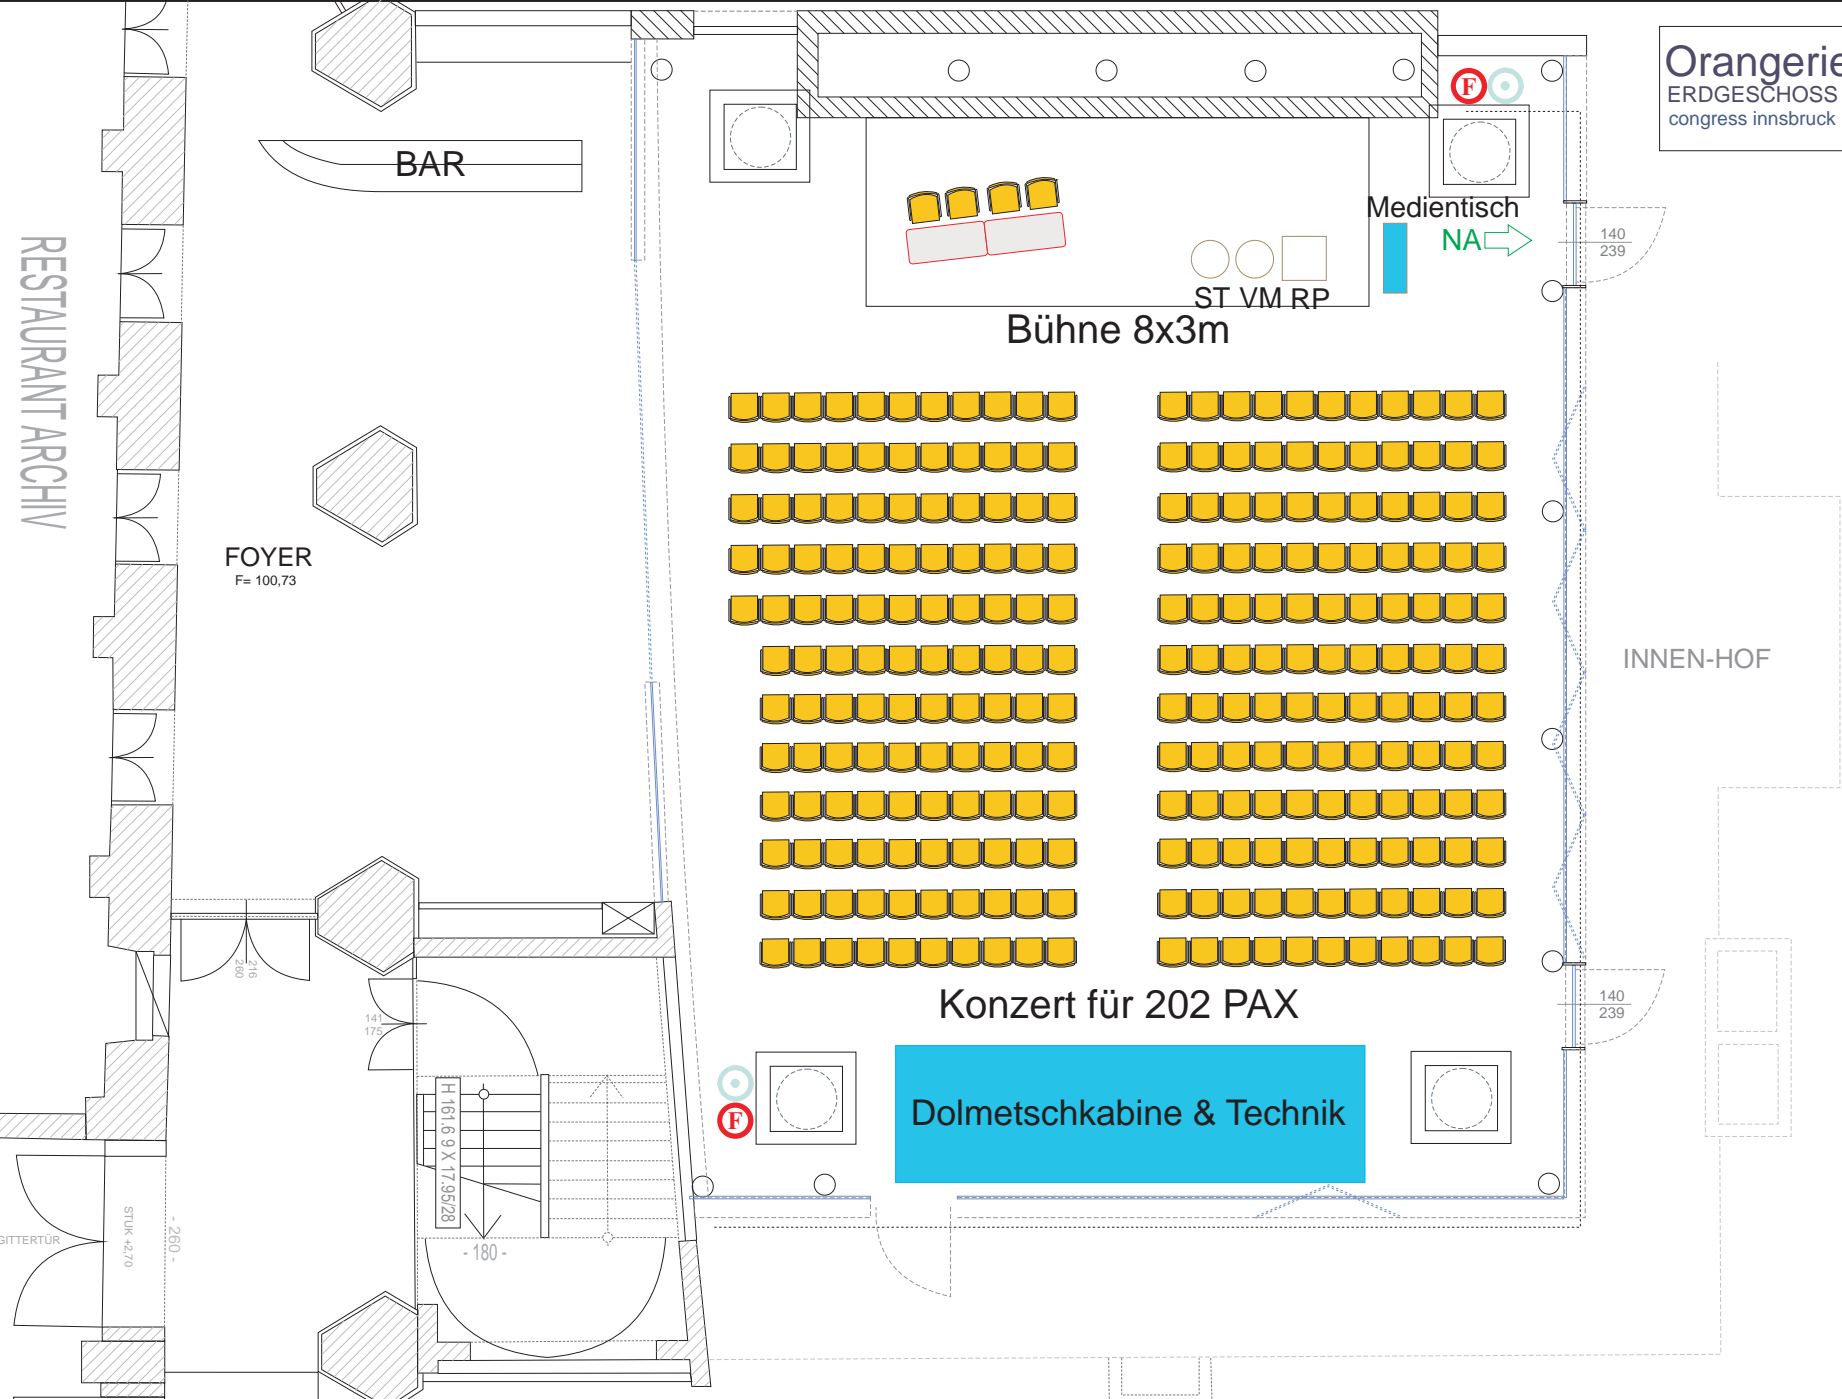 Orangerie
ERDGESCHOSS
congress innsbruck
BAR
RESTAURANT ARCHIV
Medientisch
NA
F
140
239
ST VM RP
Bühne 8x3m
FOYER
F= 100,73
INNEN-HOF
216
260
Konzert für 202 PAX
140
239
141
175
H 161.6 9 X 17.95/28
F
Dolmetschkabine & Technik
- 180 -
- 260 -
STUK +2,70
GITTERTÜR